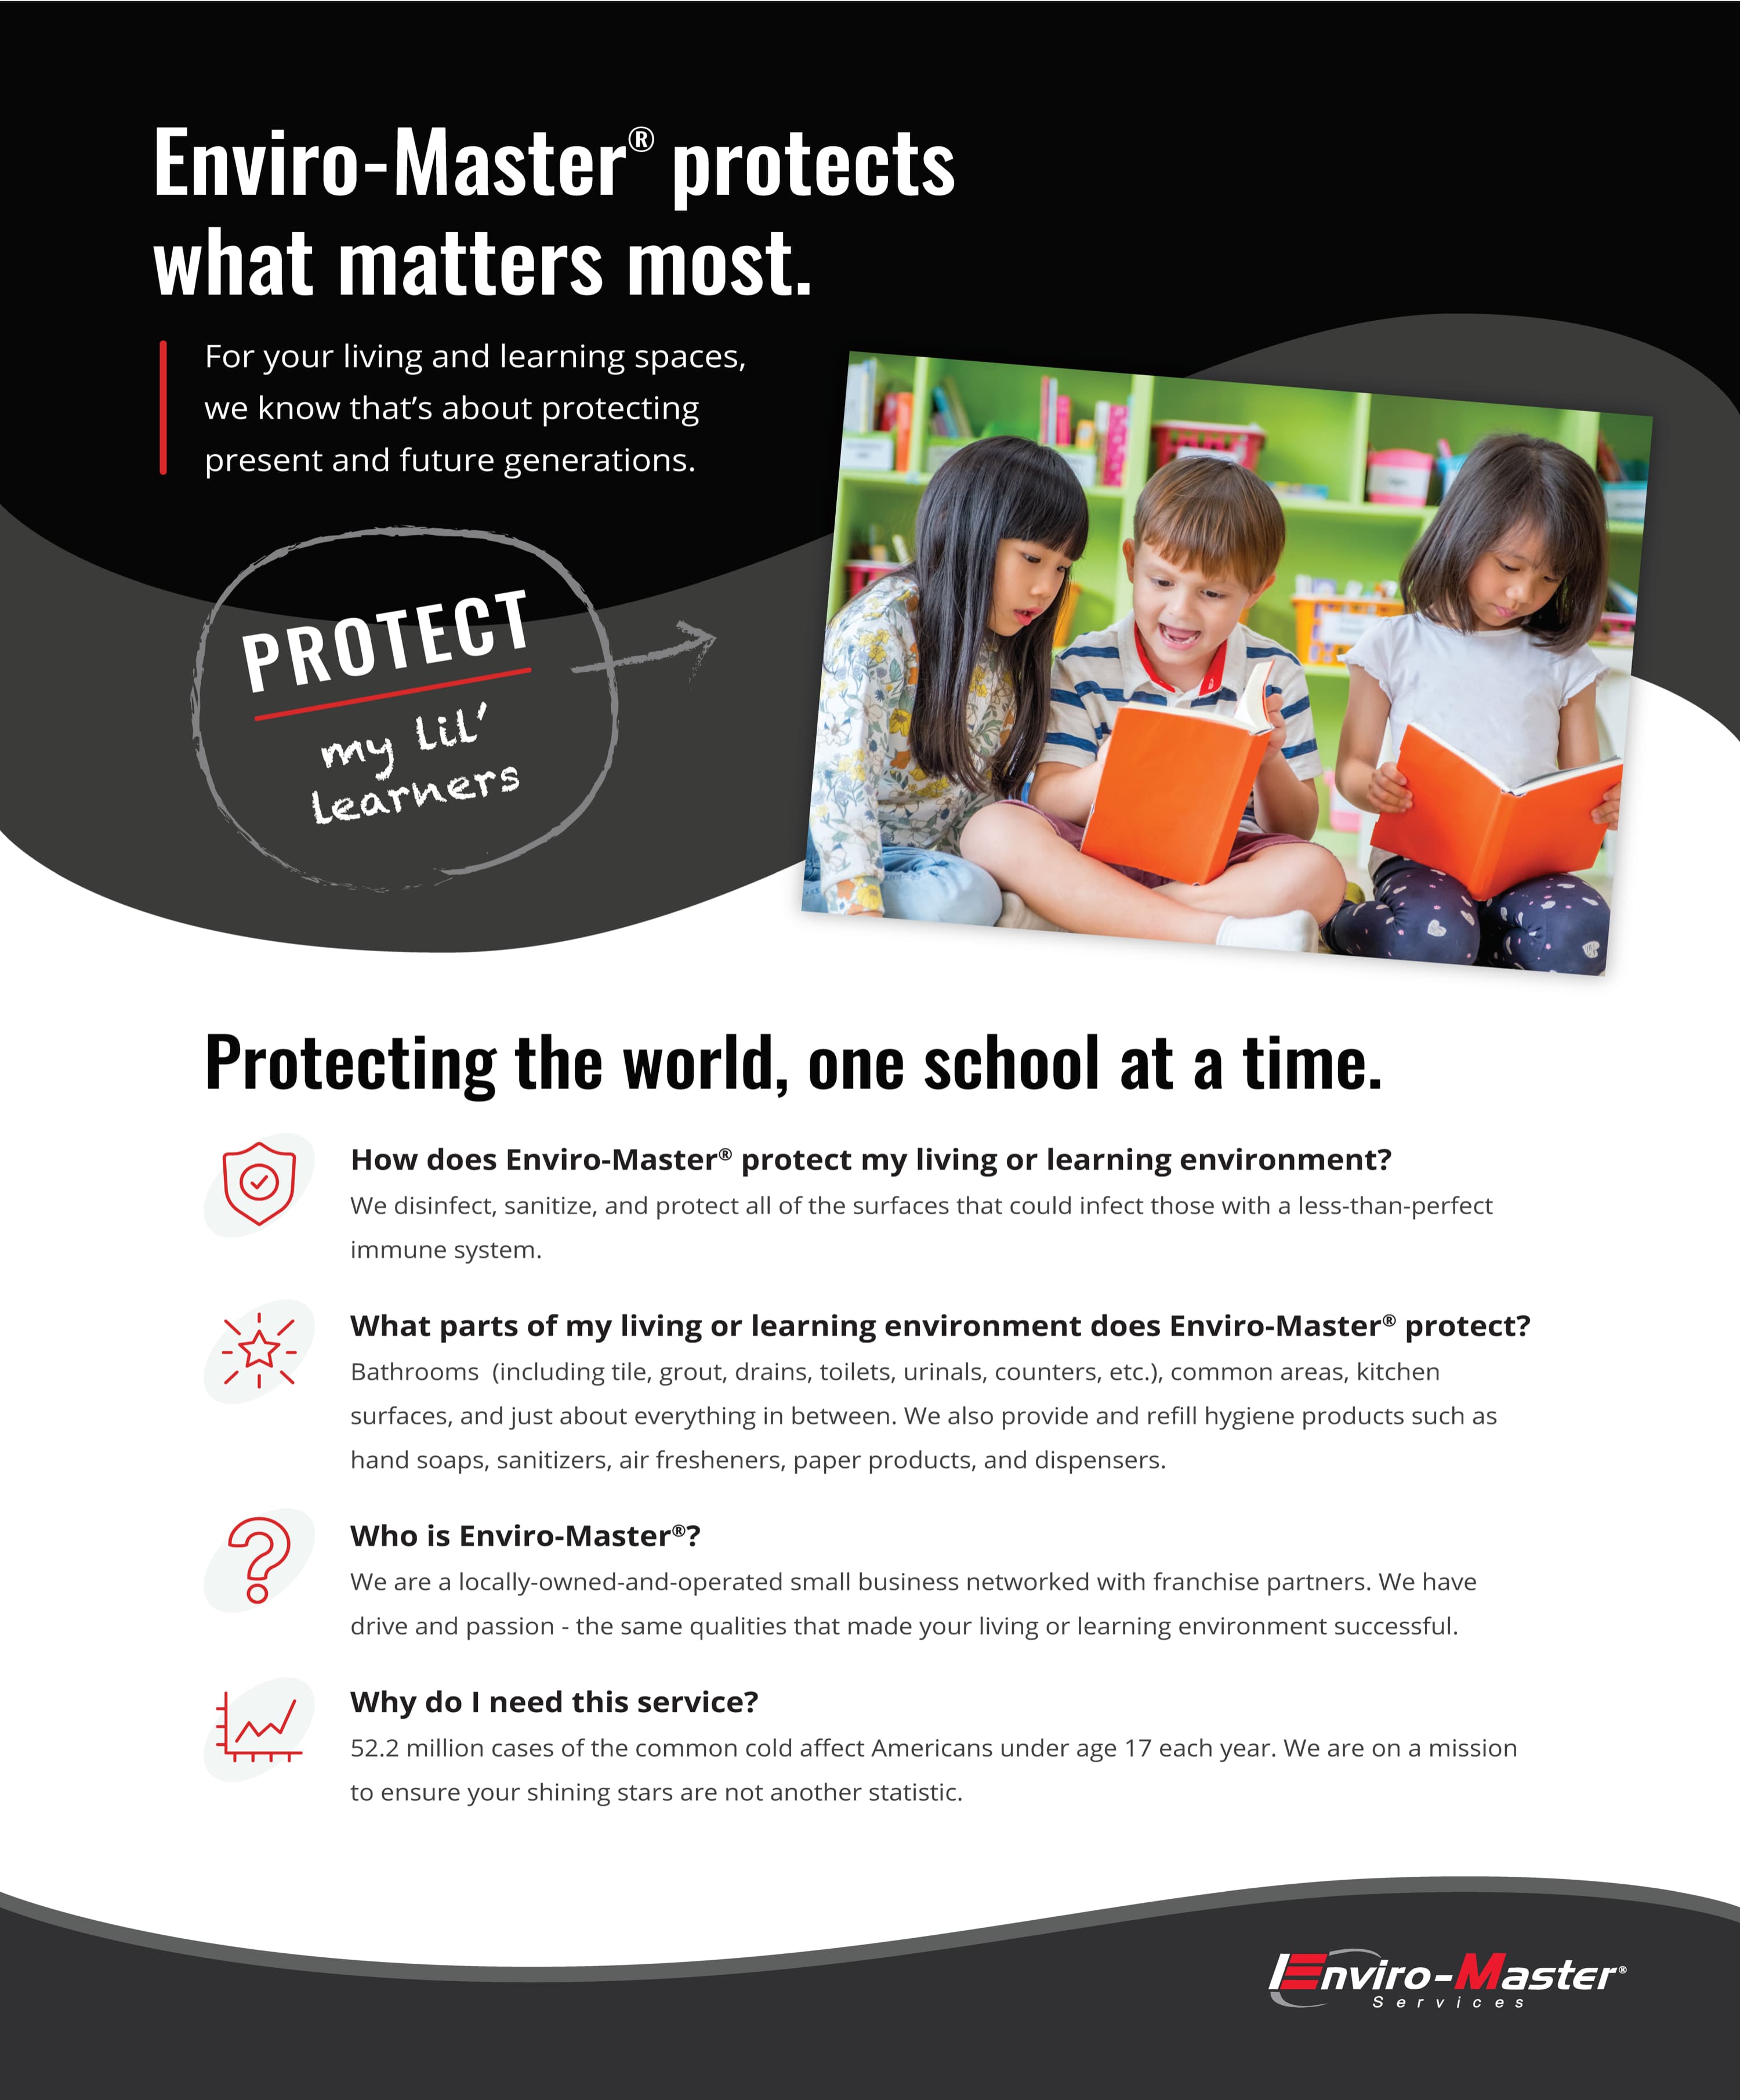 Enviro-Master® protects
what matters most.
For your living and learning spaces,
we know that’s about protecting
present and future generations.
PROTECT
my lil’
learners
Protecting the world, one school at a time.
How does Enviro-Master® protect my living or learning environment?
We disinfect, sanitize, and protect all of the surfaces that could infect those with a less-than-perfect
immune system.
What parts of my living or learning environment does Enviro-Master® protect?
Bathrooms  (including tile, grout, drains, toilets, urinals, counters, etc.), common areas, kitchen
surfaces, and just about everything in between. We also provide and refill hygiene products such as
hand soaps, sanitizers, air fresheners, paper products, and dispensers.
Who is Enviro-Master®?
We are a locally-owned-and-operated small business networked with franchise partners. We have
drive and passion - the same qualities that made your living or learning environment successful.
Why do I need this service?
52.2 million cases of the common cold affect Americans under age 17 each year. We are on a mission
to ensure your shining stars are not another statistic.
Enviro-Master®
Services